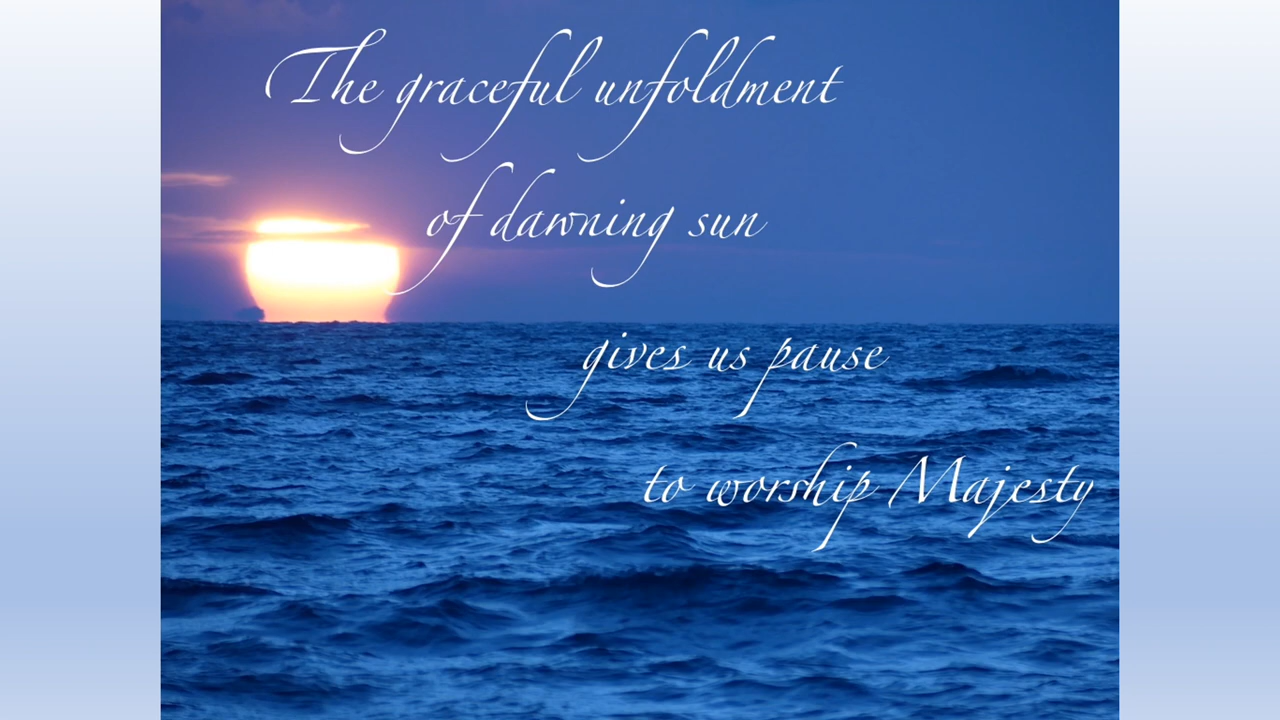 The graceful unfoldment
of dawning sun
gives us pause
to worship Majesty